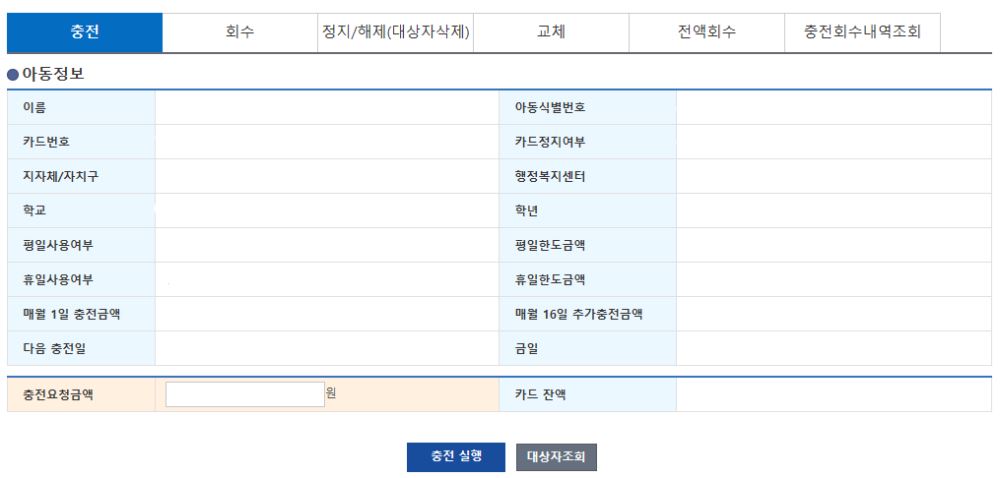 충전 회수 정지/해제(대상자삭제) 교체 전액회수 충전회수내역조회
아동정보
이름 아동식별번호
카드번호 카드정지여부
지자체/자치구 행정복지센터
학교 학년
평일사용여부 평일한도금액
휴일사용여부 휴일한도금액
매월 1일 충전금액 매월 16일 추가충전금액
다음 충전일 금일
충전요청금액 원 카드 잔액
충전 실행 대상자조회